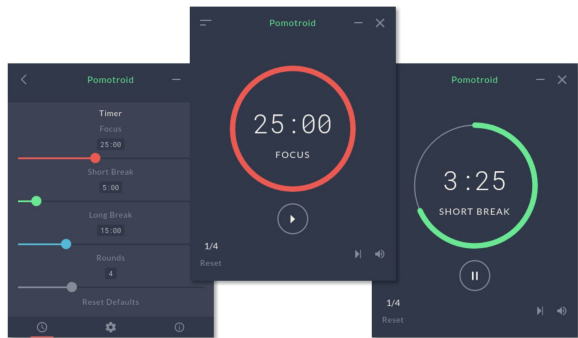 Pomotroid
Timer
Focus
25:00
Short Break
5:00
Long Break
15:00
Rounds
4
Reset Defaults
Pomotroid
25:00
FOCUS
1/4
Reset
Pomotroid
3:25
SHORT BREAK
1/4
Reset